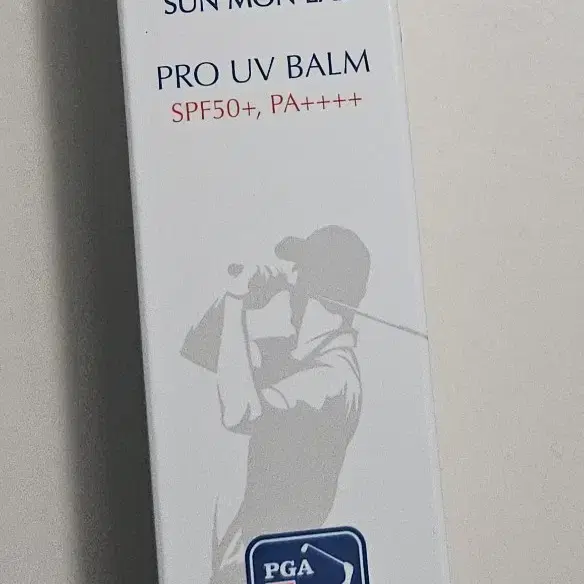 PRO UV BALM
SPF50+, PA++++
PGA